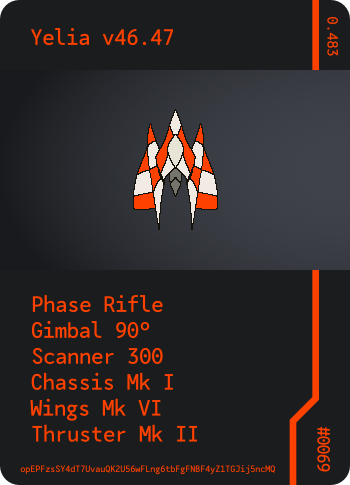 Yelia v46.47
0.483
Phase Rifle
Gimbal 90°
Scanner 300
Chassis Mk I
Wings Mk VI
Thruster Mk II
#0069
opEPFzsSY4dT7UvauQK2U56wFLng6tbFgFNBF4yZ1TGJij5ncMQ